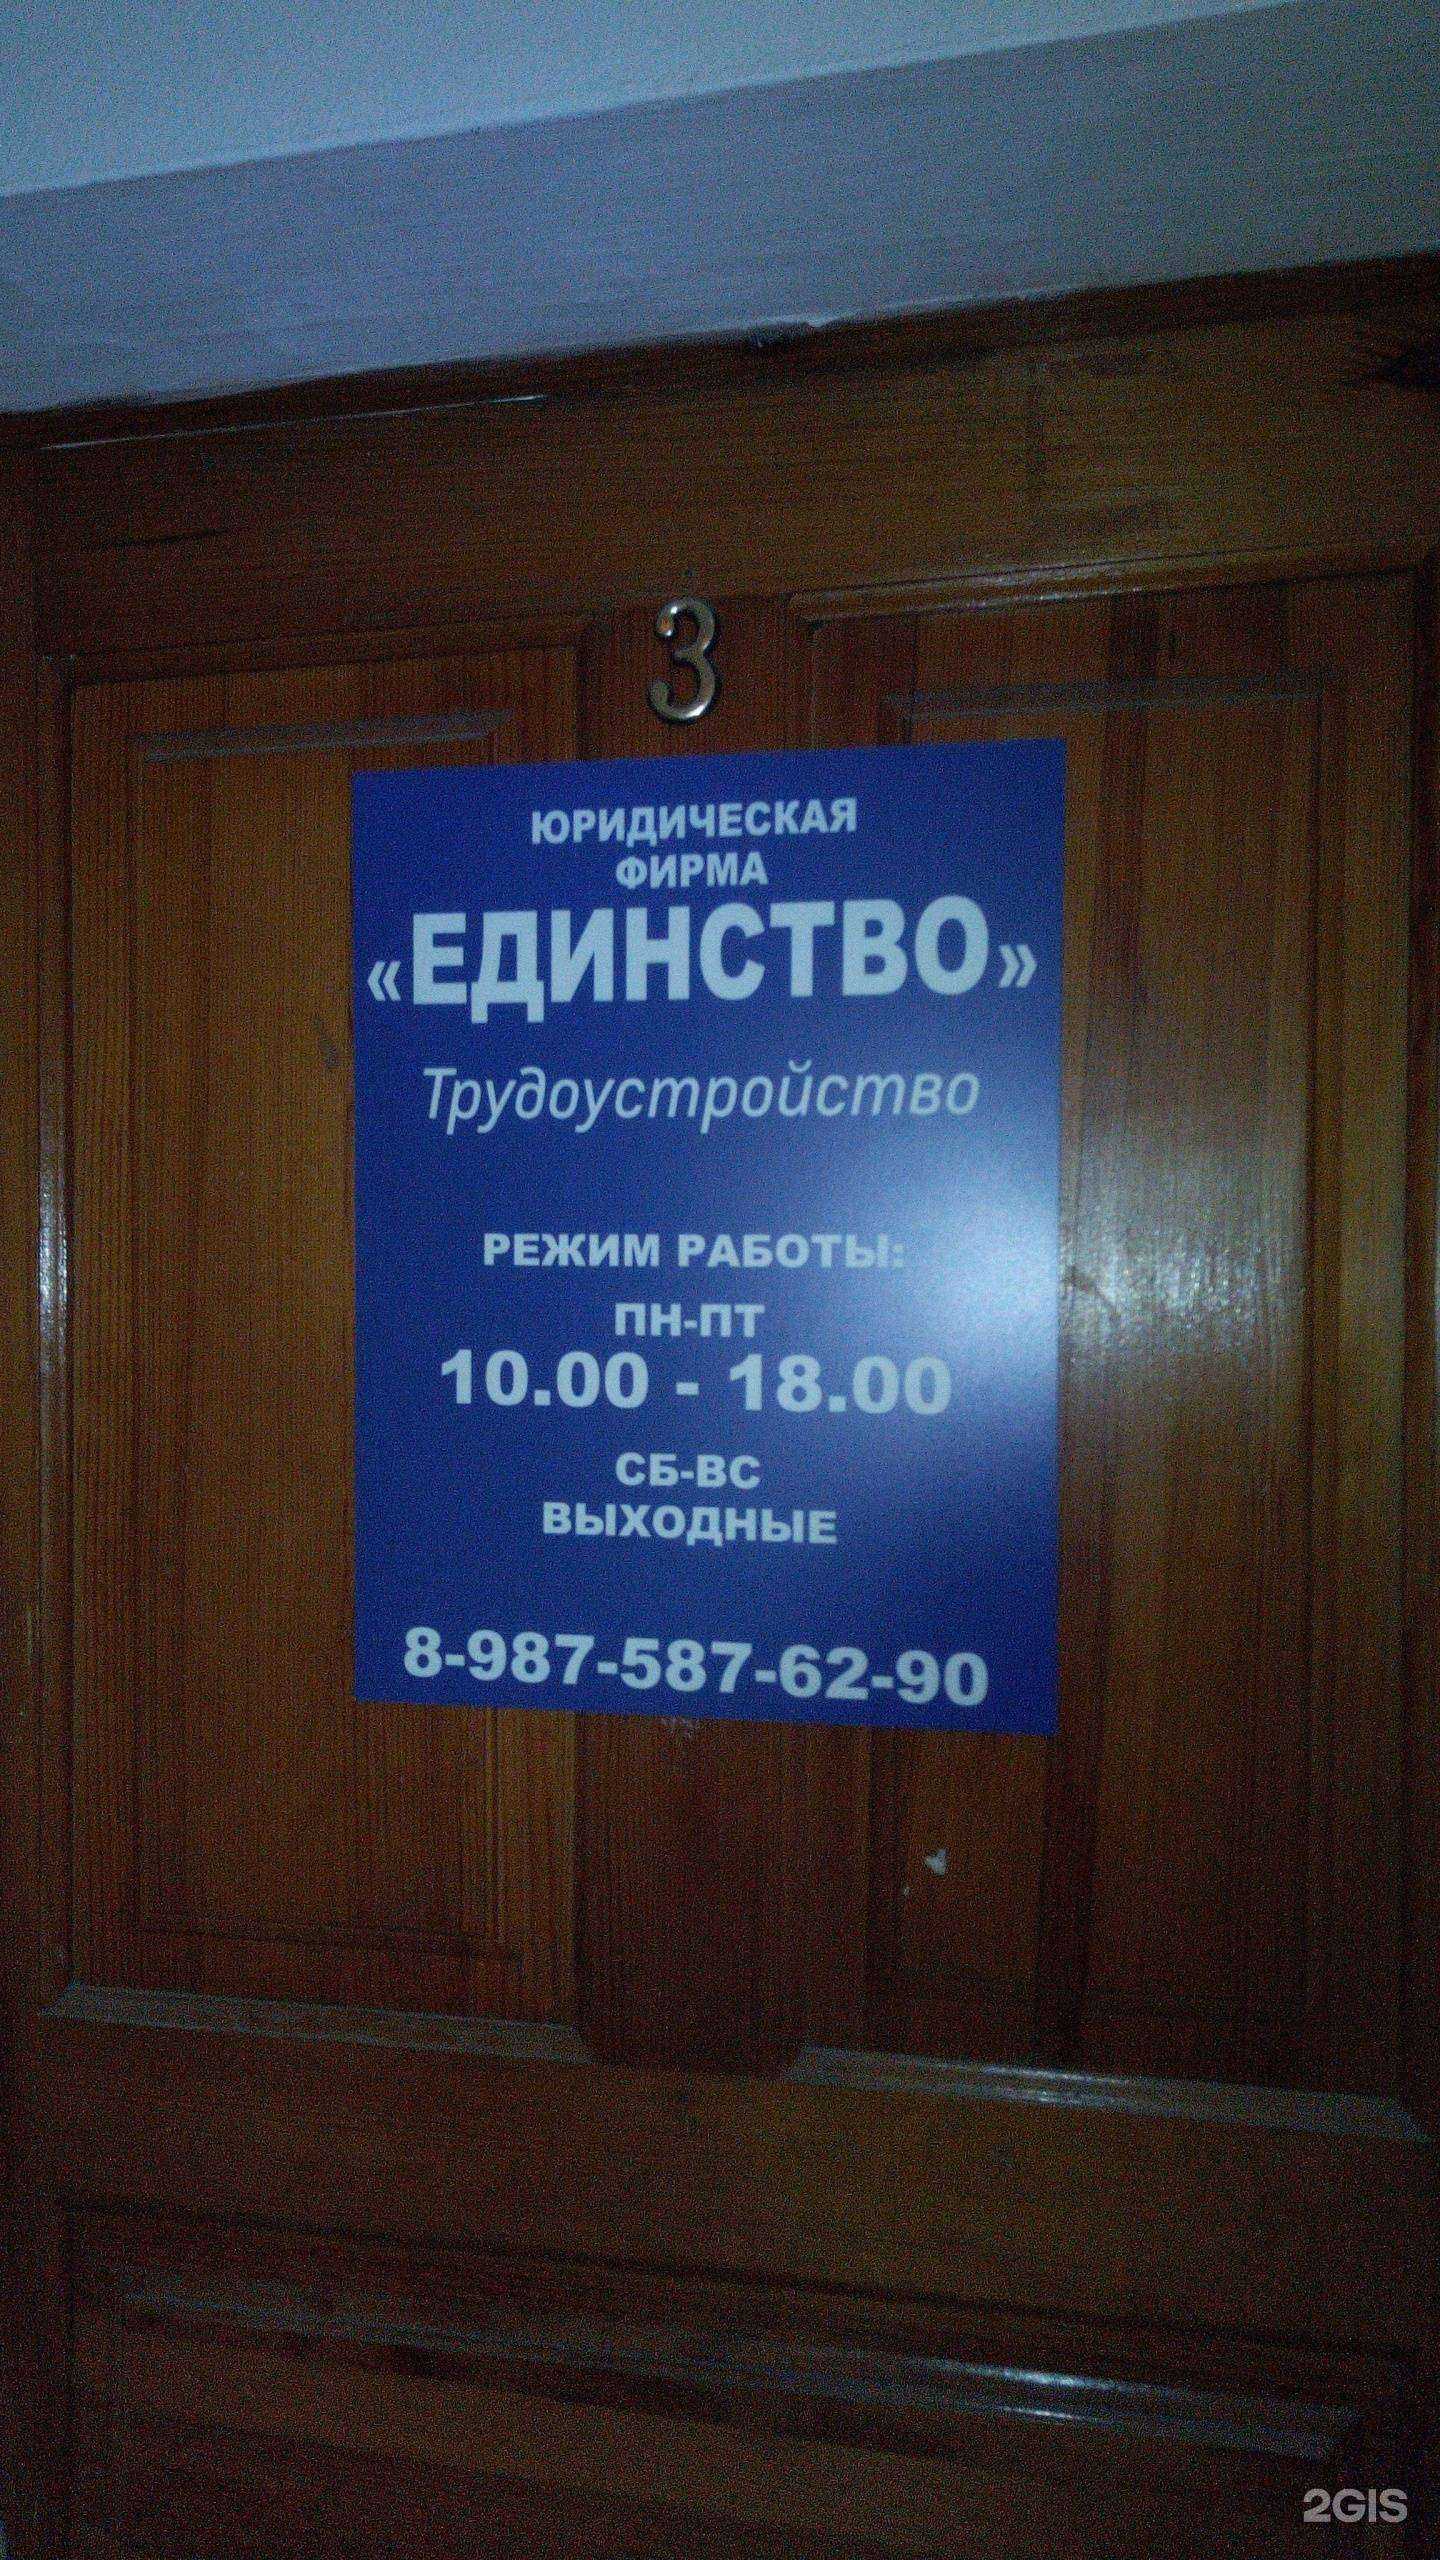 3
ЮРИДИЧЕСКАЯ
ФИРМА
«ЕДИНСТВО»
Трудоустройство
РЕЖИМ РАБОТЫ:
ПН-ПТ
10.00 - 18.00
СБ-ВС
ВЫХОДНЫЕ
8-987-587-62-90
2GIS